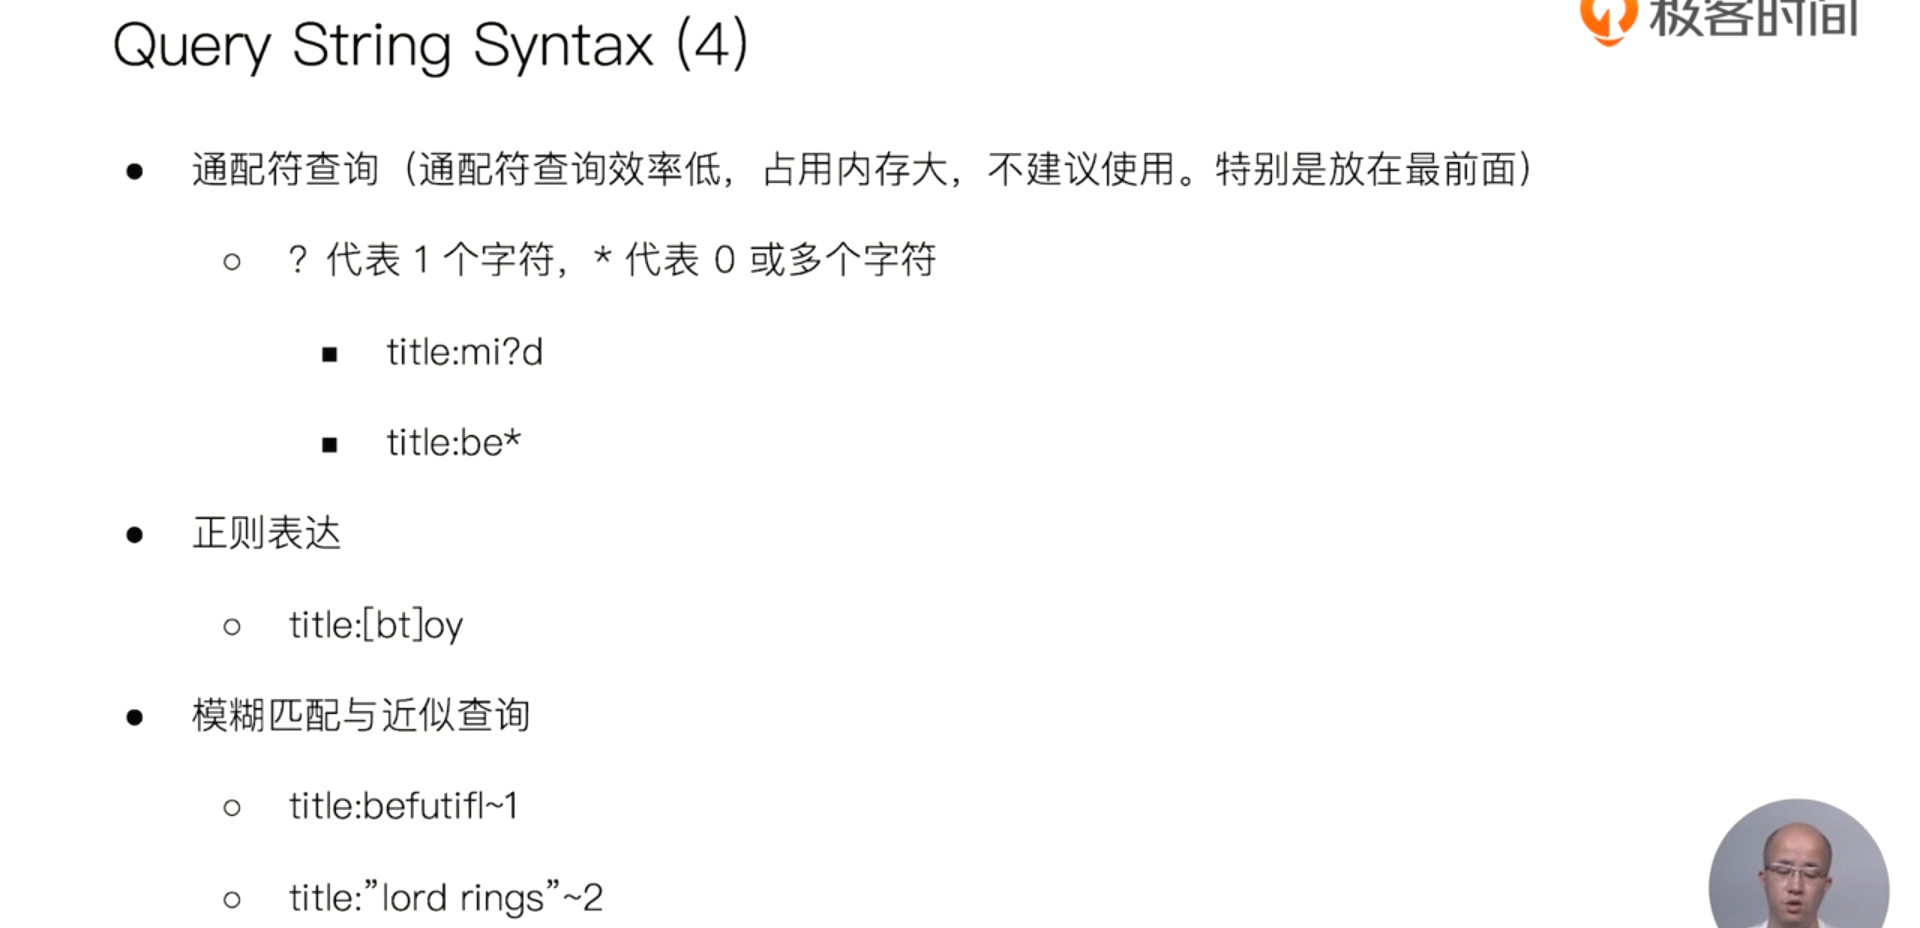 Query String Syntax (4)
极客时间
● 通配符查询（通配符查询效率低，占用内存大，不建议使用。特别是放在最前面）
○ ？代表 1 个字符，* 代表 0 或多个字符
■ title:mi?d
■ title:be*
● 正则表达
○ title:[bt]oy
● 模糊匹配与近似查询
○ title:befutifl~1
○ title:”lord rings”~2